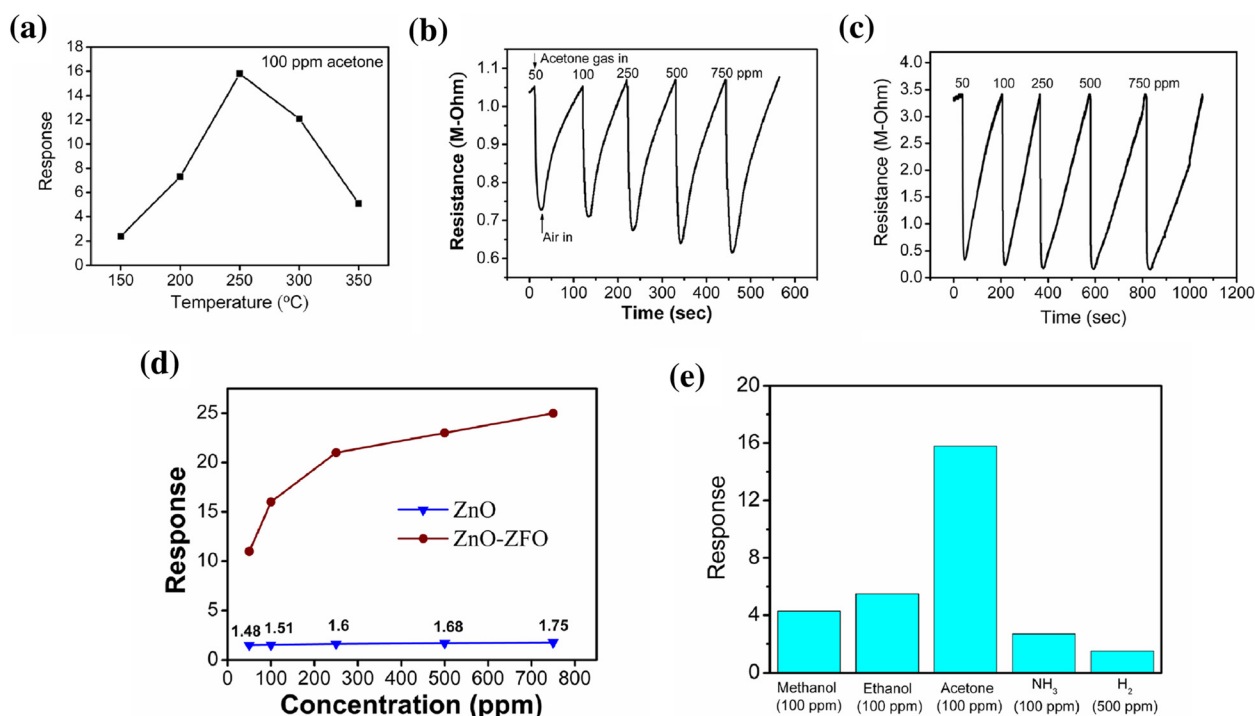 (a)
18
16
14
12
10
8
6
4
2
0
Response
100 ppm acetone
150 200 250 300 350
Temperature (°C)
(b)
1.1
1.0
0.9
0.8
0.7
0.6
Resistance (M-Ohm)
Acetone gas in
50 100 250 500 750 ppm
Air in
0 100 200 300 400 500 600
Time (sec)
(c)
4.0
3.5
3.0
2.5
2.0
1.5
1.0
0.5
0.0
Resistance (M-Ohm)
50 100 250 500 750 ppm
0 200 400 600 800 1000 1200
Time (sec)
(d)
25
20
15
10
5
0
Response
ZnO
ZnO-ZFO
1.48 1.51 1.6 1.68 1.75
0 100 200 300 400 500 600 700 800
Concentration (ppm)
(e)
20
16
12
8
4
0
Response
Methanol Ethanol Acetone NH₃ H₂
(100 ppm) (100 ppm) (100 ppm) (100 ppm) (500 ppm)